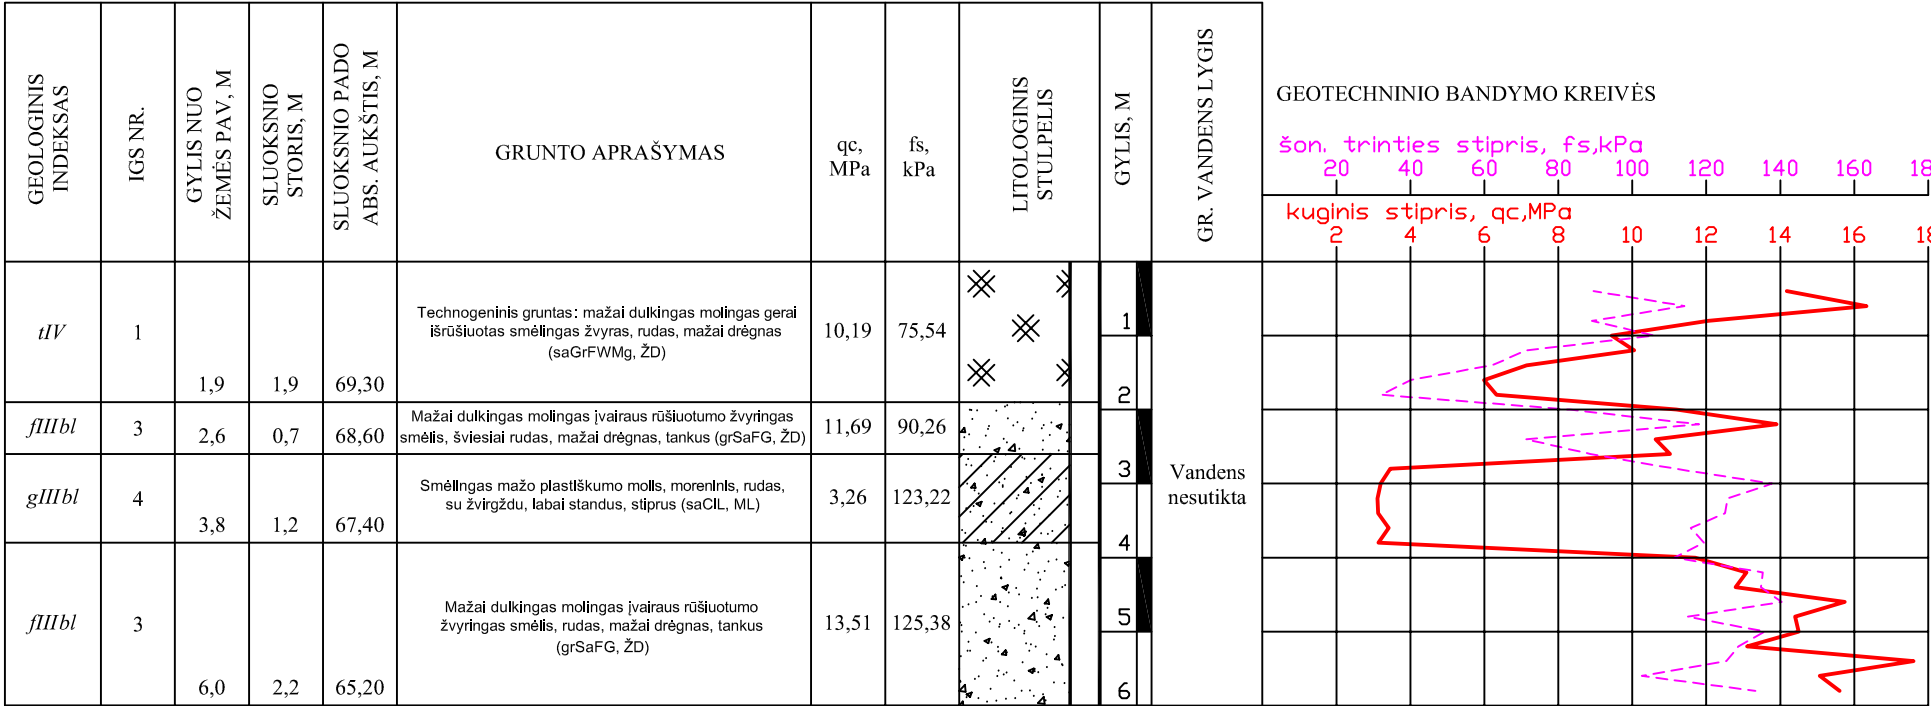 GEOLOGINIS
INDEKSAS
IGS NR.
GYLIS NUO
ŽEMĖS PAV, M
SLUOKSNIO
STORIS, M
SLUOKSNIO PADO
ABS. AUKŠTIS, M
GRUNTO APRAŠYMAS
qc,
MPa
fs,
kPa
LITOLOGINIS
STULPELIS
GYLIS, M
GR. VANDENS LYGIS
GEOTECHNINIO BANDYMO KREIVĖS
šon. trinties stipris, fs,kPa
20 40 60 80 100 120 140 160 18
kuginis stipris, qc,MPa
2 4 6 8 10 12 14 16 18
tIV
1
1,9
1,9
69,30
Technogeninis gruntas: mažai dulkingas molingas gerai
išrūšiuotas smėlingas žvyras, rudas, mažai drėgnas
(saGrFWMg, ŽD)
10,19
75,54
fIIIbl
3
2,6
0,7
68,60
Mažai dulkingas molingas įvairaus rūšiuotumo žvyringas
smėlis, šviesiai rudas, mažai drėgnas, tankus (grSaFG, ŽD)
11,69
90,26
gIIIbl
4
3,8
1,2
67,40
Smėlingas mažo plastiškumo molis, moreninis, rudas,
su žvirgždu, labai standus, stiprus (saClL, ML)
3,26
123,22
fIIIbl
3
6,0
2,2
65,20
Mažai dulkingas molingas įvairaus rūšiuotumo
žvyringas smėlis, rudas, mažai drėgnas, tankus
(grSaFG, ŽD)
13,51
125,38
1
2
3
4
5
6
Vandens
nesutikta